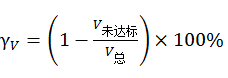 γ_V = (1 − V_未达标 / V_总) × 100%